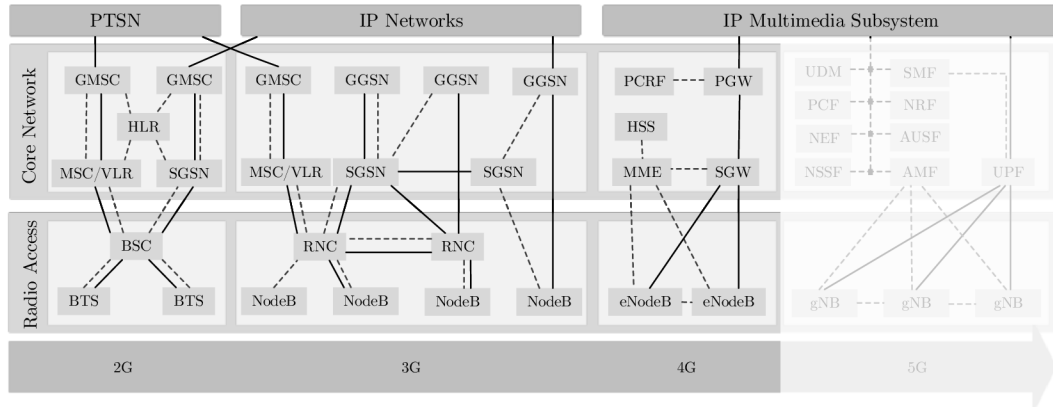 PTSN
IP Networks
IP Multimedia Subsystem
Core Network
GMSC
GMSC
HLR
MSC/VLR
SGSN
GMSC
GGSN
GGSN
GGSN
MSC/VLR
SGSN
SGSN
PCRF
PGW
HSS
MME
SGW
UDM
SMF
PCF
NRF
NEF
AUSF
NSSF
AMF
UPF
Radio Access
BSC
BTS
BTS
RNC
RNC
NodeB
NodeB
NodeB
NodeB
eNodeB
eNodeB
gNB
gNB
gNB
2G
3G
4G
5G